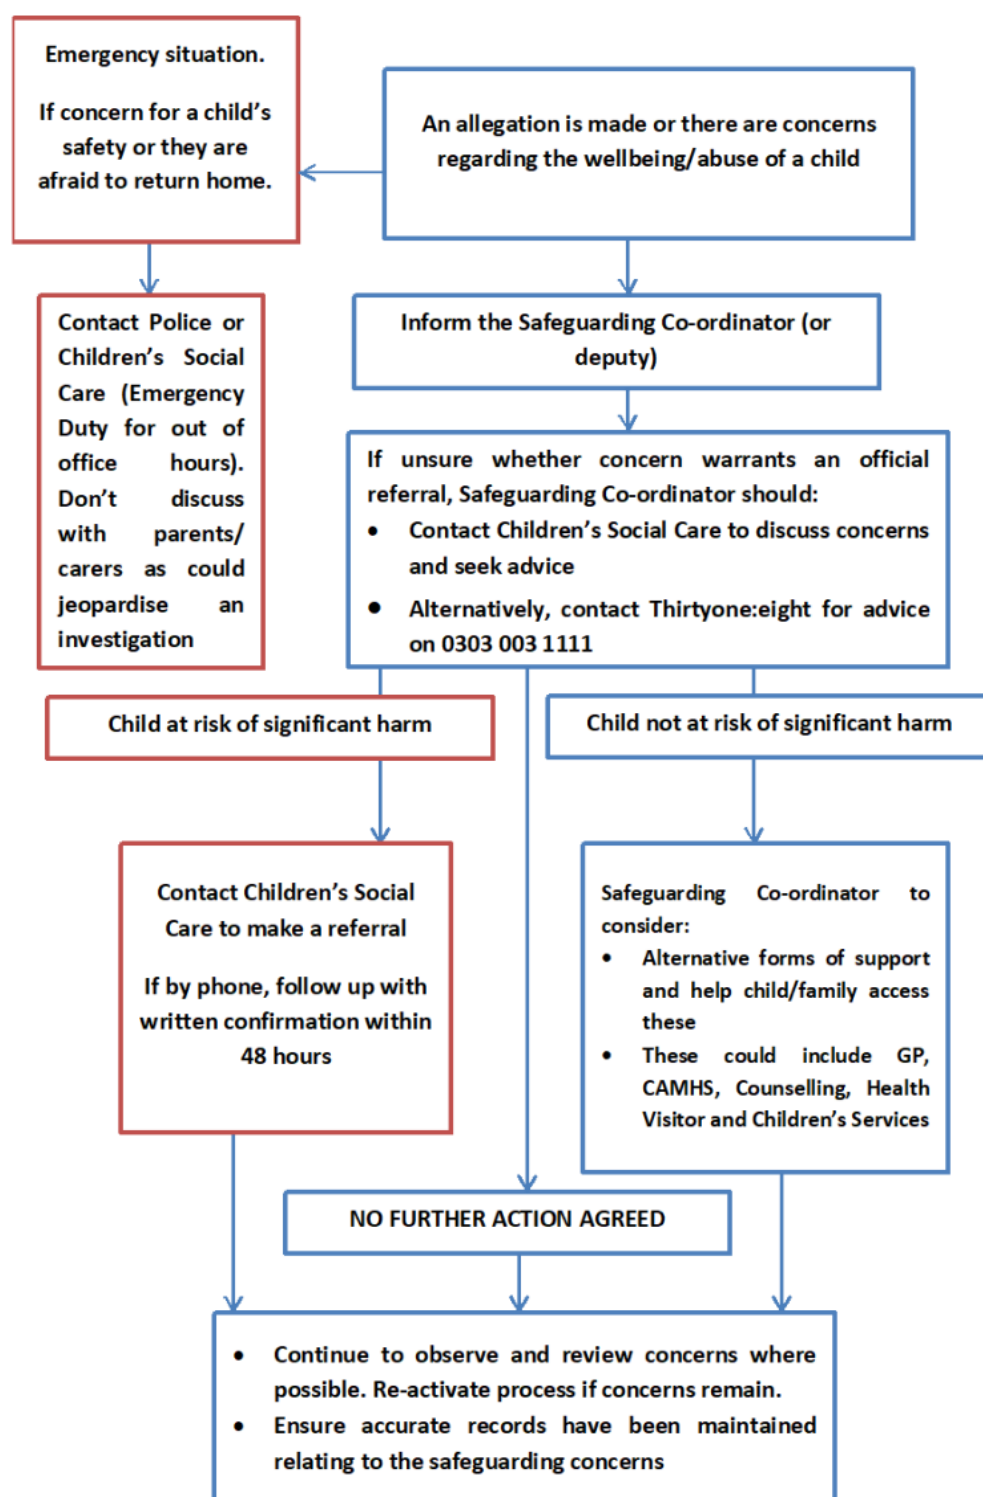 Emergency situation.
If concern for a child's
safety or they are
afraid to return home.
An allegation is made or there are concerns
regarding the wellbeing/abuse of a child
Contact Police or
Children's Social
Care (Emergency
Duty for out of
office hours).
Don't discuss
with parents/
carers as could
jeopardise an
investigation
Inform the Safeguarding Co-ordinator (or
deputy)
If unsure whether concern warrants an official
referral, Safeguarding Co-ordinator should:
• Contact Children's Social Care to discuss concerns
and seek advice
• Alternatively, contact Thirtyone:eight for advice
on 0303 003 1111
Child at risk of significant harm
Child not at risk of significant harm
Contact Children's Social
Care to make a referral
If by phone, follow up with
written confirmation within
48 hours
Safeguarding Co-ordinator to
consider:
• Alternative forms of support
and help child/family access
these
• These could include GP,
CAMHS, Counselling, Health
Visitor and Children's Services
NO FURTHER ACTION AGREED
• Continue to observe and review concerns where
possible. Re-activate process if concerns remain.
• Ensure accurate records have been maintained
relating to the safeguarding concerns